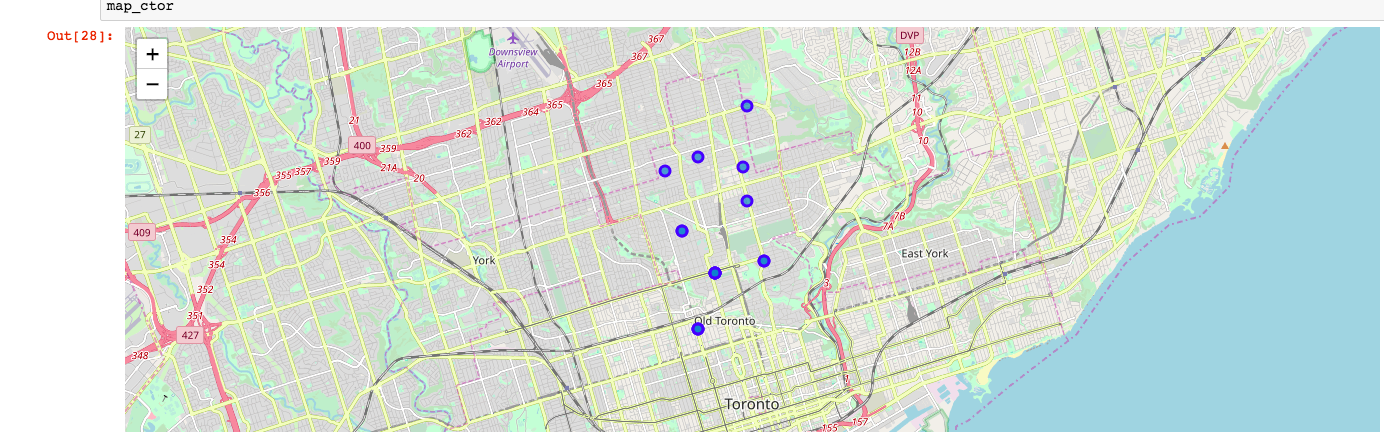 map_ctor
Out[28]:
+
−
Downsview
Airport
367
367
365
365
364
362
362
359
400
21
21A
20
359
357
355
356
27
409
354
354
352
351
427
348
DVP
12B
12A
11
10
10
7B
7A
3
1
York
East York
Old Toronto
Toronto
155
157